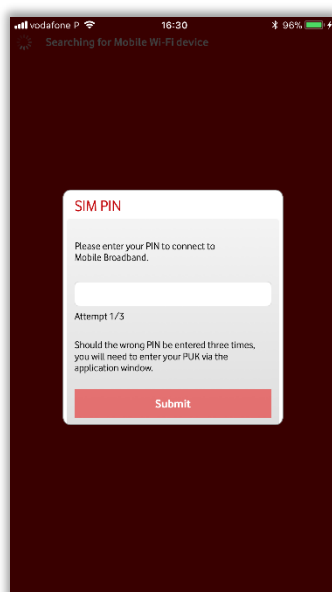 vodafone P 16:30 96%
Searching for Mobile Wi-Fi device
SIM PIN
Please enter your PIN to connect to
Mobile Broadband.
Attempt 1/3
Should the wrong PIN be entered three times,
you will need to enter your PUK via the
application window.
Submit